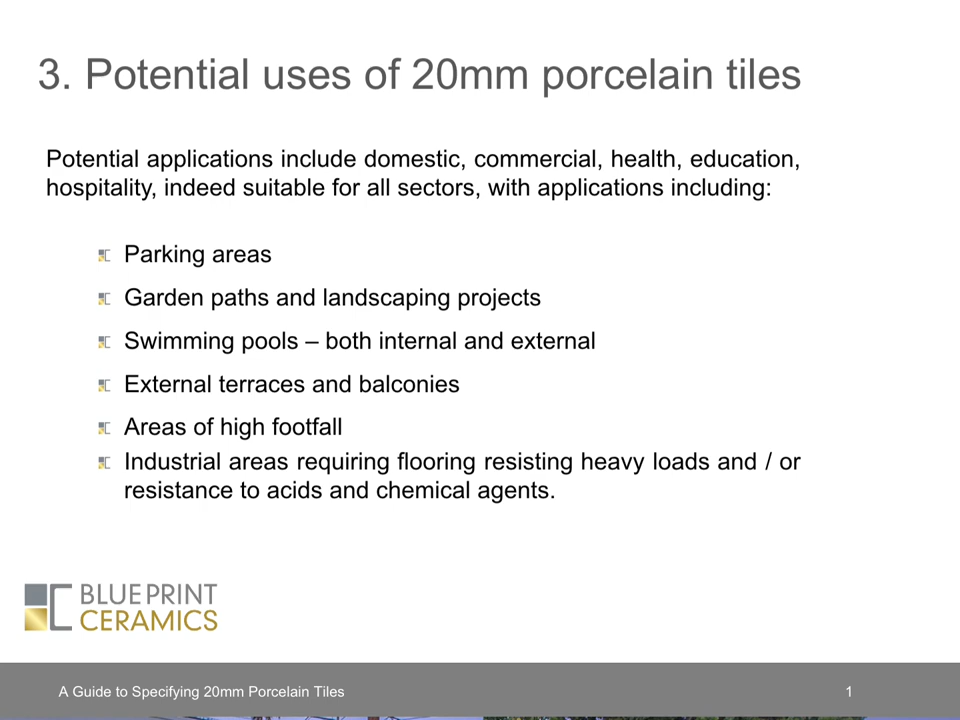 3. Potential uses of 20mm porcelain tiles
Potential applications include domestic, commercial, health, education,
hospitality, indeed suitable for all sectors, with applications including:
Parking areas
Garden paths and landscaping projects
Swimming pools – both internal and external
External terraces and balconies
Areas of high footfall
Industrial areas requiring flooring resisting heavy loads and / or
resistance to acids and chemical agents.
BLUEPRINT
CERAMICS
A Guide to Specifying 20mm Porcelain Tiles
1